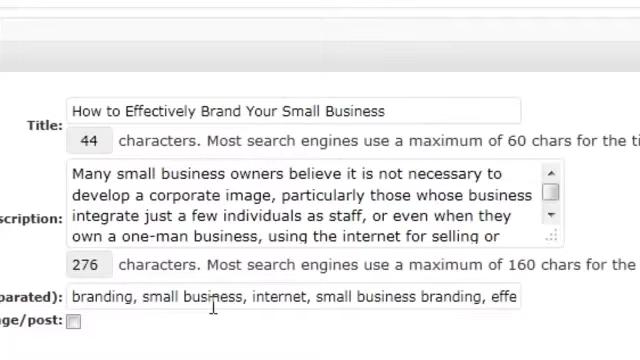 How to Effectively Brand Your Small Business
Title:
44 characters. Most search engines use a maximum of 60 chars for the
Many small business owners believe it is not necessary to
develop a corporate image, particularly those whose business
scription: integrate just a few individuals as staff, or even when they
own a one-man business, using the internet for selling or
276 characters. Most search engines use a maximum of 160 chars for the
parated): branding, small business, internet, small business branding, effe
ge/post: